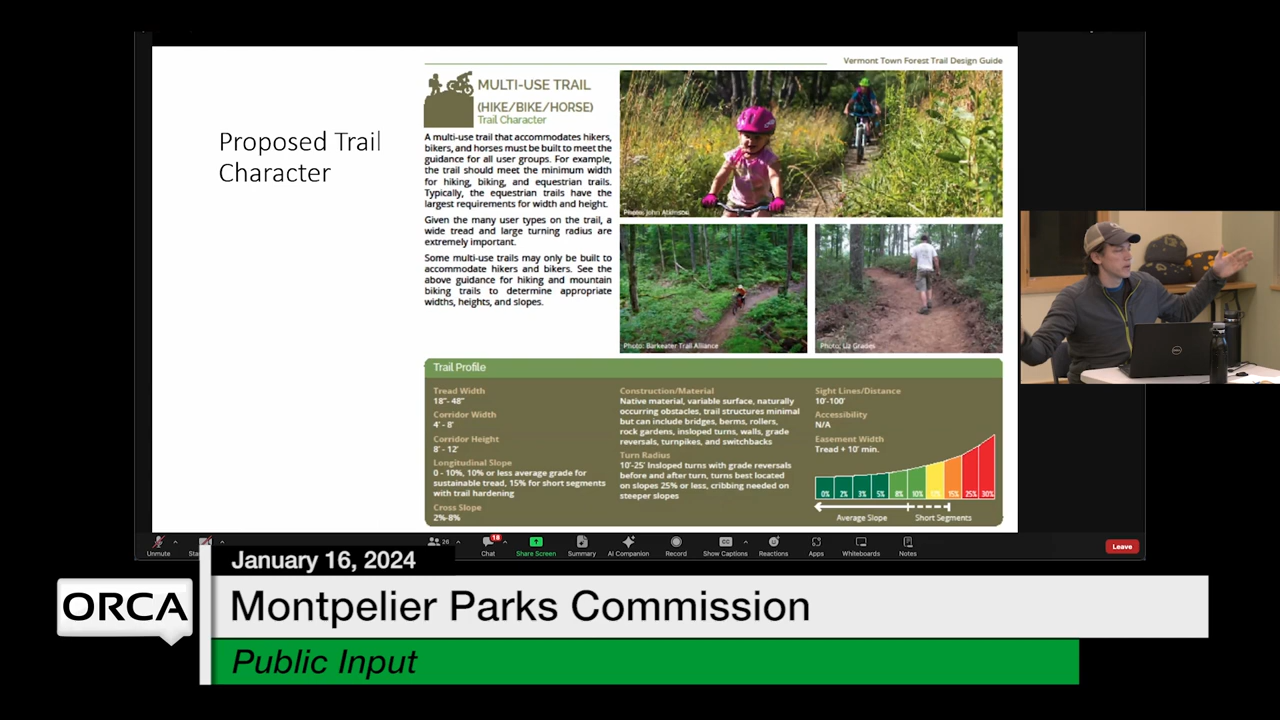 Vermont Town Forest Trail Design Guide
Proposed Trail
Character
MULTI-USE TRAIL
(HIKE/BIKE/HORSE)
Trail Character
A multi-use trail that accommodates hikers,
bikers, and horses must be built to meet the
guidance for all user groups. For example,
the trail should meet the minimum width
for hiking, biking, and equestrian trails.
Typically, the equestrian trails have the
largest requirements for width and height.
Given the many user types on the trail, a
wide tread and large turning radius are
extremely important.
Some multi-use trails may only be built to
accommodate hikers and bikers. See the
above guidance for hiking and mountain
biking trails to determine appropriate
widths, heights, and slopes.
Photo: John Atkinson
Photo: Barkeater Trail Alliance
Photo: Liz Grades
Trail Profile
Tread Width
18"- 48"
Corridor Width
4' - 8'
Corridor Height
8' - 12'
Longitudinal Slope
0 - 10%, 10% or less average grade for
sustainable tread, 15% for short segments
with trail hardening
Cross Slope
2%-8%
Construction/Material
Native material, variable surface, naturally
occurring obstacles, trail structures minimal
but can include bridges, berms, rollers,
rock gardens, insloped turns, walls, grade
reversals, turnpikes, and switchbacks
Turn Radius
10'-25' Insloped turns with grade reversals
before and after turn, turns best located
on slopes 25% or less, cribbing needed on
steeper slopes
Sight Lines/Distance
10'-100'
Accessibility
N/A
Easement Width
Tread + 10' min.
0% 2% 3% 5% 8% 10% 15% 25% 30%
Average Slope Short Segments
DELL
Unmute
26
Chat
18
Share Screen
Summary
AI Companion
Record
CC
Show Captions
Reactions
Apps
Whiteboards
Notes
Leave
January 16, 2024
ORCA
Montpelier Parks Commission
Public Input